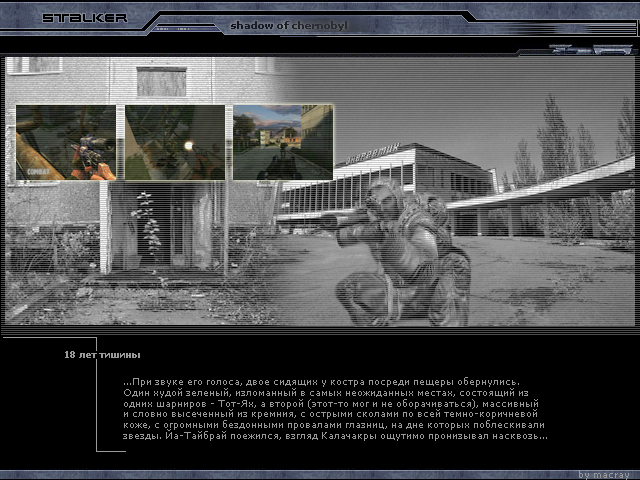 STALKER
shadow of chernobyl
COMBAT
энергетик
18 лет тишины
...При звуке его голоса, двое сидящих у костра посреди пещеры обернулись.
Один худой зеленый, изломанный в самых неожиданных местах, состоящий из
одних шарниров - Тот-Ях, а второй (этот-то мог и не оборачиваться), массивный
и словно высеченный из кремния, с острыми сколами по всей темно-коричневой
коже, с огромными бездонными провалами глазниц, на дне которых поблескивали
звезды. Йа-Тайбрай поежился, взгляд Калачакры ощутимо пронизывал насквозь...
by macray